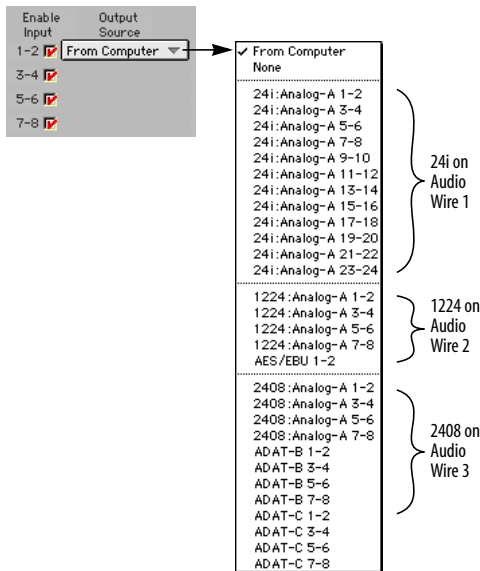 Enable Input
Output Source
1-2 From Computer
3-4
5-6
7-8
✓ From Computer
None
24i:Analog-A 1-2
24i:Analog-A 3-4
24i:Analog-A 5-6
24i:Analog-A 7-8
24i:Analog-A 9-10
24i:Analog-A 11-12
24i:Analog-A 13-14
24i:Analog-A 15-16
24i:Analog-A 17-18
24i:Analog-A 19-20
24i:Analog-A 21-22
24i:Analog-A 23-24
24i on
Audio
Wire 1
1224:Analog-A 1-2
1224:Analog-A 3-4
1224:Analog-A 5-6
1224:Analog-A 7-8
AES/EBU 1-2
1224 on
Audio
Wire 2
2408:Analog-A 1-2
2408:Analog-A 3-4
2408:Analog-A 5-6
2408:Analog-A 7-8
ADAT-B 1-2
ADAT-B 3-4
ADAT-B 5-6
ADAT-B 7-8
ADAT-C 1-2
ADAT-C 3-4
ADAT-C 5-6
ADAT-C 7-8
2408 on
Audio
Wire 3